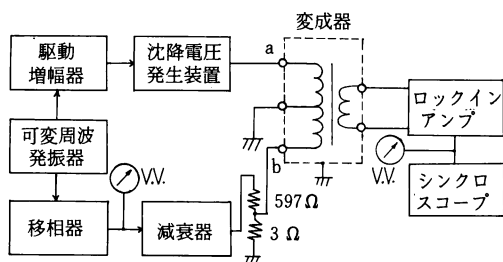 変成器
駆動
増幅器
沈降電圧
発生装置
a
ロックイン
アンプ
可変周波
発振器
V.V.
b
V.V.
シンクロ
スコープ
移相器
減衰器
597Ω
3Ω